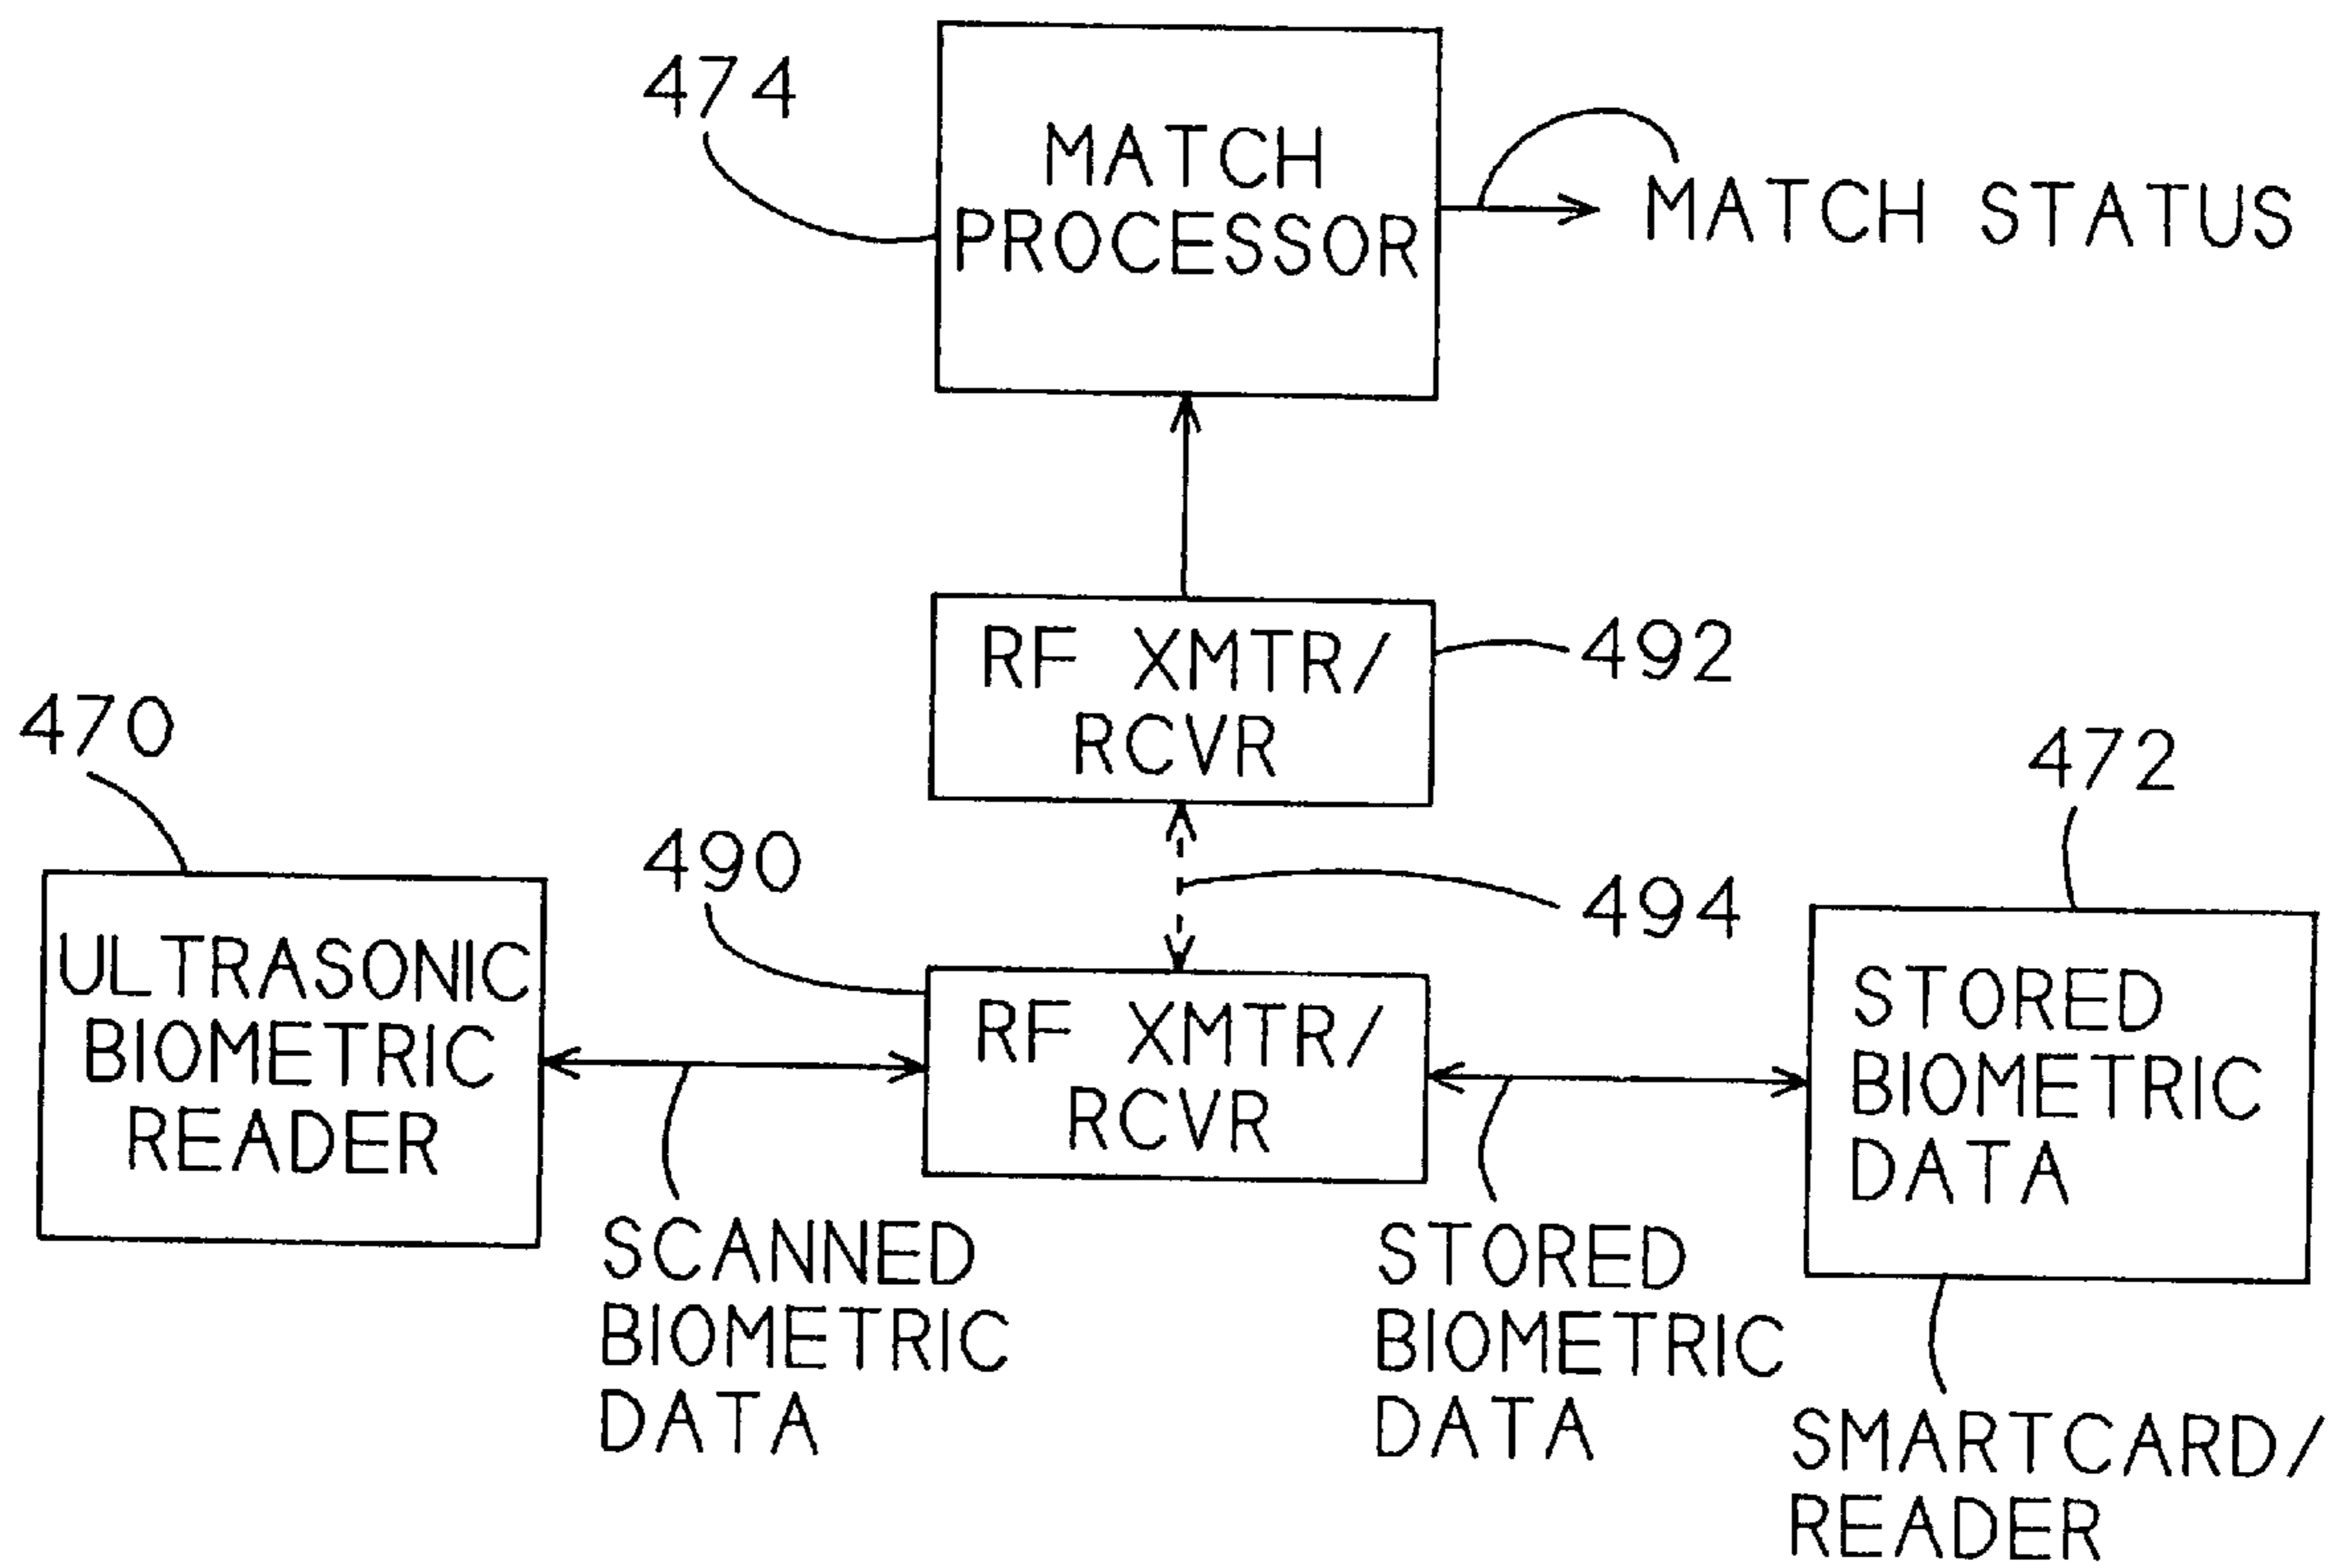 474
MATCH
PROCESSOR
MATCH STATUS
RF XMTR/
RCVR
492
470
472
490
494
ULTRASONIC
BIOMETRIC
READER
RF XMTR/
RCVR
STORED
BIOMETRIC
DATA
SCANNED
BIOMETRIC
DATA
STORED
BIOMETRIC
DATA
SMARTCARD/
READER